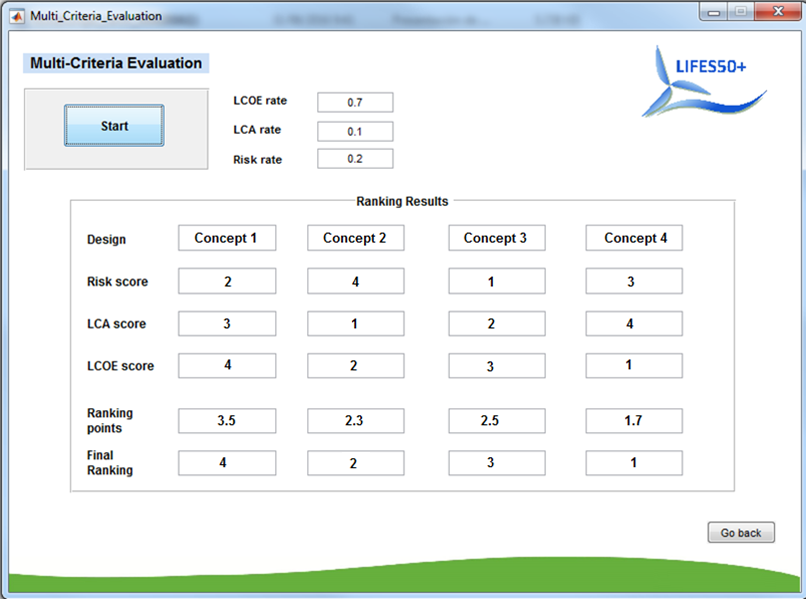 Multi_Criteria_Evaluation
Multi-Criteria Evaluation
LIFES50+
Start
LCOE rate 0.7
LCA rate 0.1
Risk rate 0.2
Ranking Results
Design Concept 1 Concept 2 Concept 3 Concept 4
Risk score 2 4 1 3
LCA score 3 1 2 4
LCOE score 4 2 3 1
Ranking
points 3.5 2.3 2.5 1.7
Final
Ranking 4 2 3 1
Go back